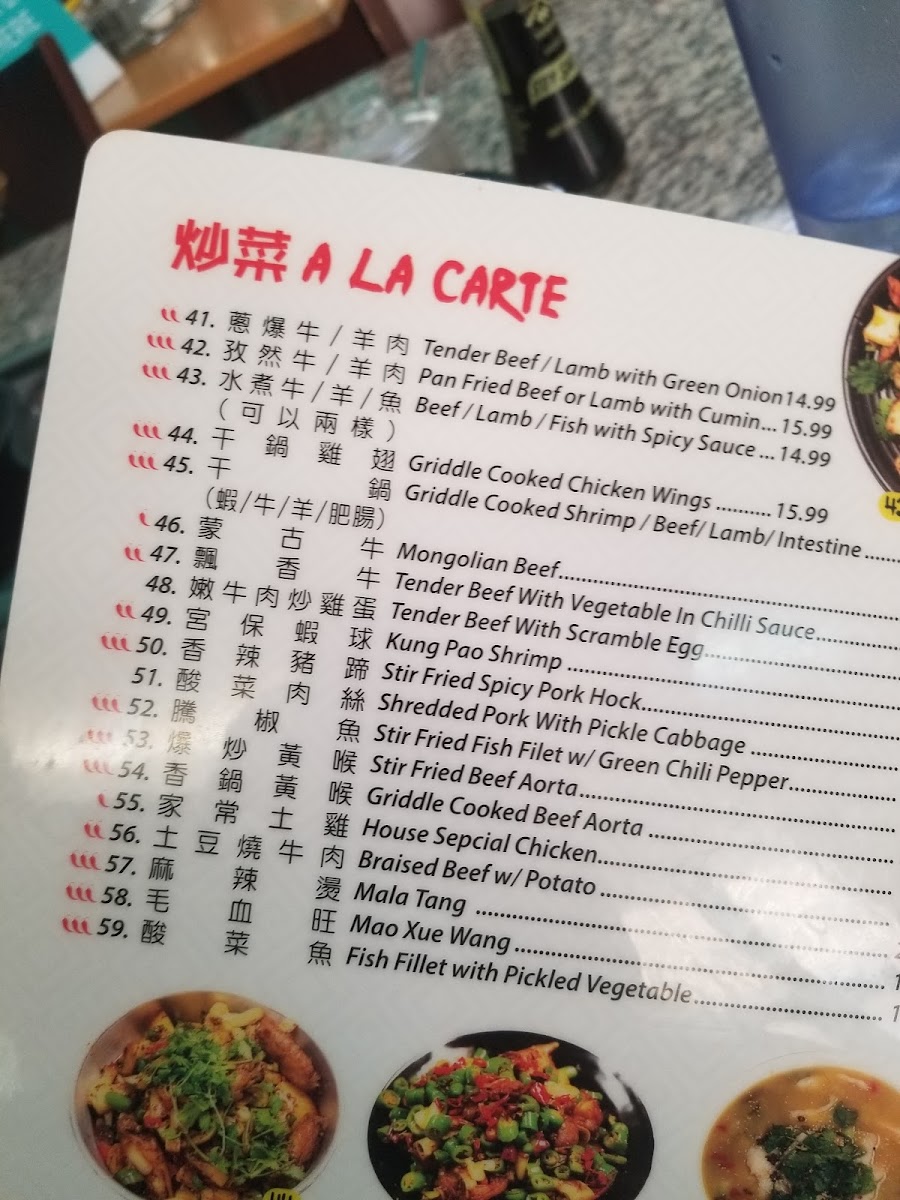 炒菜 A LA CARTE
41. 蔥爆牛/羊肉 Tender Beef / Lamb with Green Onion14.99
42. 孜然牛/羊肉 Pan Fried Beef or Lamb with Cumin... 15.99
43. 水煮牛/羊/魚 Beef / Lamb / Fish with Spicy Sauce ... 14.99
(可以兩樣)
44. 干鍋雞翅 Griddle Cooked Chicken Wings .......... 15.99
45. 干鍋 Griddle Cooked Shrimp / Beef/ Lamb/ Intestine ......
(蝦/牛/羊/肥腸)
46. 蒙古牛 Mongolian Beef......
47. 飄香牛 Tender Beef With Vegetable In Chilli Sauce......
48. 嫩牛肉炒雞蛋 Tender Beef With Scramble Egg......
49. 宮保蝦球 Kung Pao Shrimp ......
50. 香辣豬蹄 Stir Fried Spicy Pork Hock......
51. 酸菜肉絲 Shredded Pork With Pickle Cabbage ......
52. 騰椒魚 Stir Fried Fish Filet w/ Green Chili Pepper......
53. 爆炒黃喉 Stir Fried Beef Aorta......
54. 香鍋黃喉 Griddle Cooked Beef Aorta ......
55. 家常土雞 House Sepcial Chicken......
56. 土豆燒牛肉 Braised Beef w/ Potato ......
57. 麻辣燙 Mala Tang ......
58. 毛血旺 Mao Xue Wang ......
59. 酸菜魚 Fish Fillet with Pickled Vegetable......